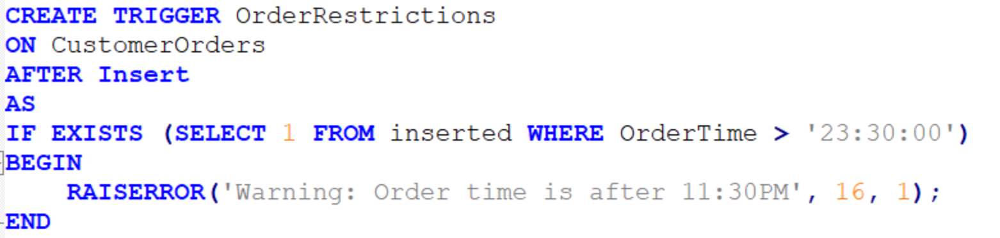 CREATE TRIGGER OrderRestrictions
ON CustomerOrders
AFTER Insert
AS
IF EXISTS (SELECT 1 FROM inserted WHERE OrderTime > '23:30:00')
BEGIN
    RAISERROR('Warning: Order time is after 11:30PM', 16, 1);
END